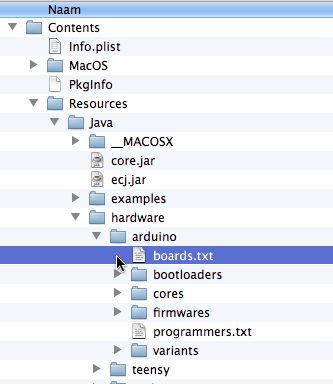 Naam
Contents
Info.plist
MacOS
PkgInfo
Resources
Java
__MACOSX
core.jar
ecj.jar
examples
hardware
arduino
boards.txt
bootloaders
cores
firmwares
programmers.txt
variants
teensy